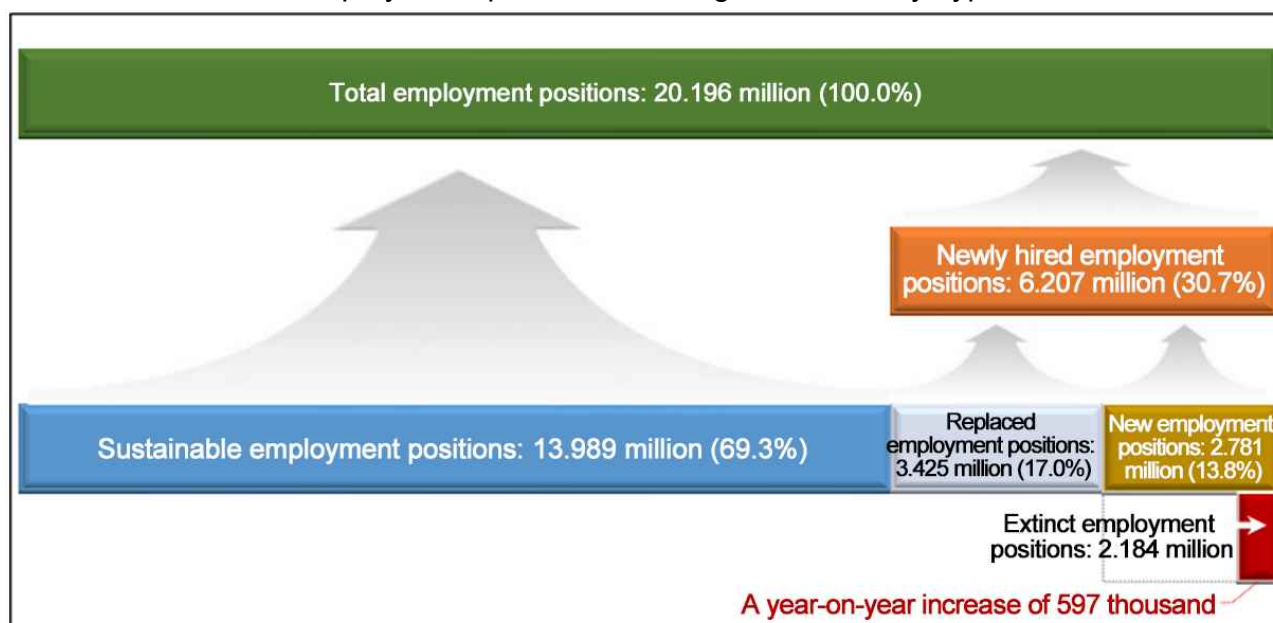 Total employment positions: 20.196 million (100.0%)
Newly hired employment
positions: 6.207 million (30.7%)
Sustainable employment positions: 13.989 million (69.3%)
Replaced
employment positions:
3.425 million (17.0%)
New employment
positions: 2.781
million (13.8%)
Extinct employment
positions: 2.184 million
A year-on-year increase of 597 thousand